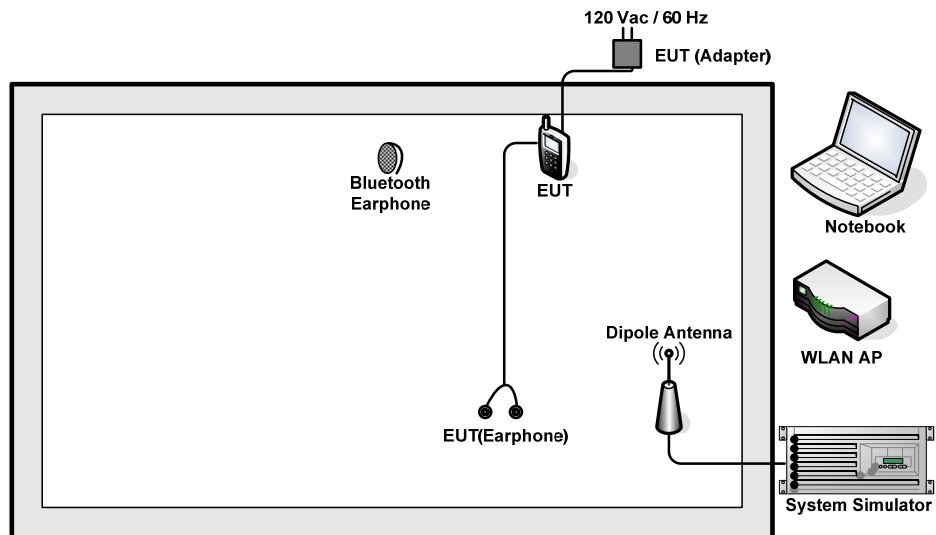 120 Vac / 60 Hz
EUT (Adapter)
Bluetooth
Earphone
EUT
Notebook
Dipole Antenna
WLAN AP
EUT(Earphone)
System Simulator